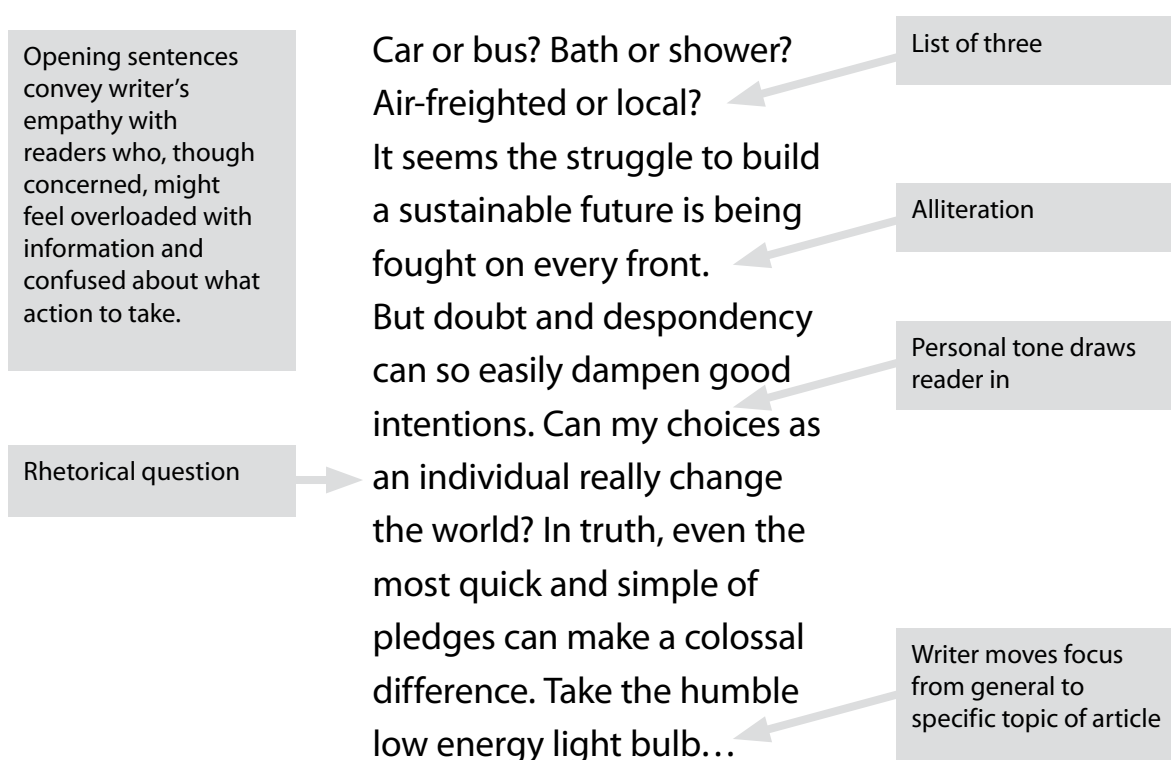 Opening sentences
convey writer’s
empathy with
readers who, though
concerned, might
feel overloaded with
information and
confused about what
action to take.
Rhetorical question
Car or bus? Bath or shower?
Air-freighted or local?
It seems the struggle to build
a sustainable future is being
fought on every front.
But doubt and despondency
can so easily dampen good
intentions. Can my choices as
an individual really change
the world? In truth, even the
most quick and simple of
pledges can make a colossal
difference. Take the humble
low energy light bulb…
List of three
Alliteration
Personal tone draws
reader in
Writer moves focus
from general to
specific topic of article